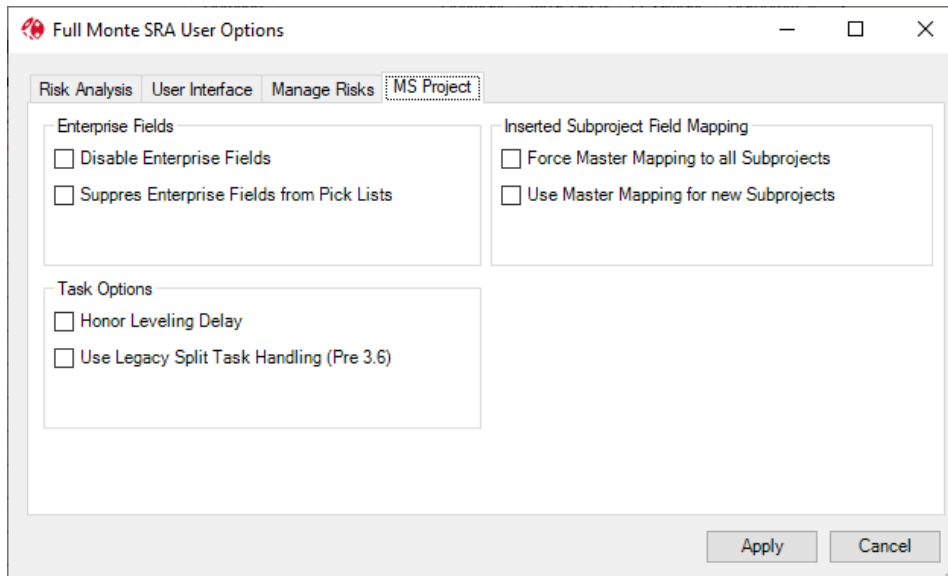 Full Monte SRA User Options
Risk Analysis User Interface Manage Risks MS Project
Enterprise Fields
Disable Enterprise Fields
Suppres Enterprise Fields from Pick Lists
Inserted Subproject Field Mapping
Force Master Mapping to all Subprojects
Use Master Mapping for new Subprojects
Task Options
Honor Leveling Delay
Use Legacy Split Task Handling (Pre 3.6)
Apply Cancel